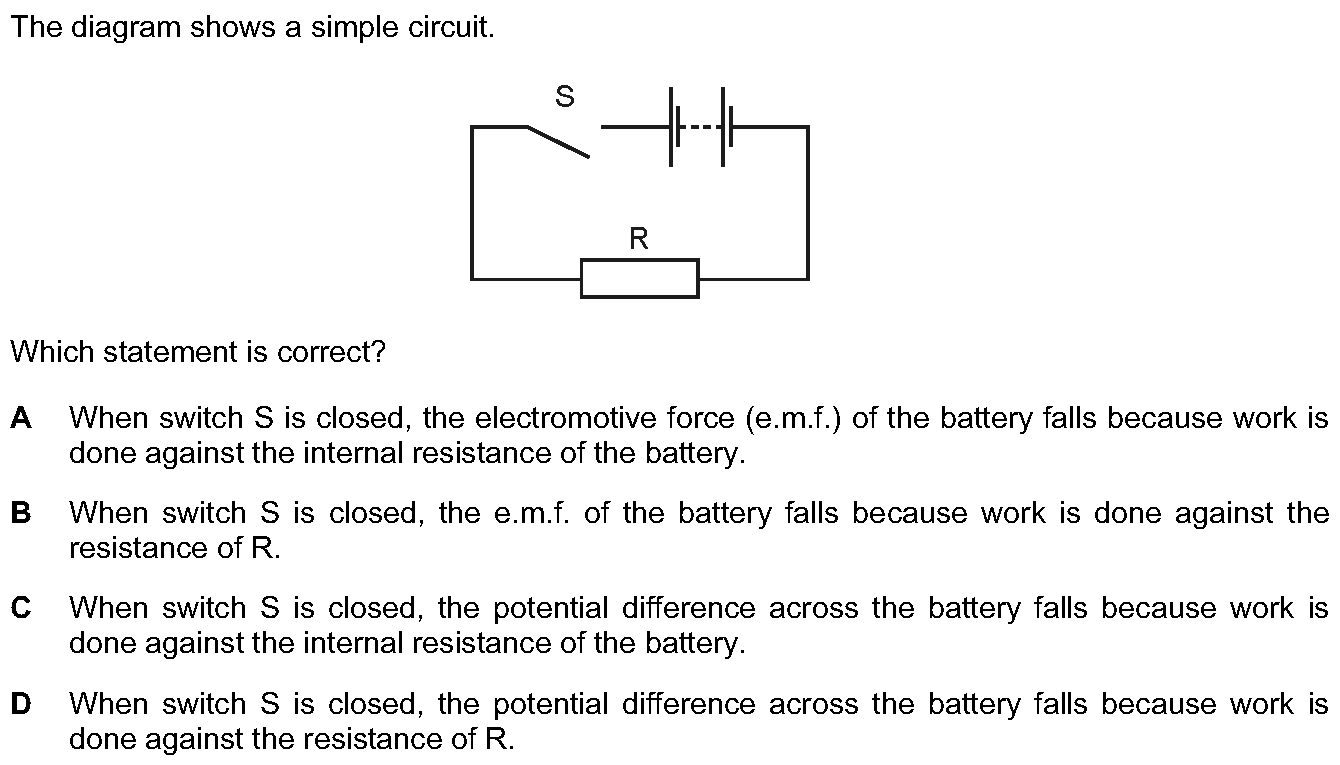 The diagram shows a simple circuit.
S
R
Which statement is correct?
A When switch S is closed, the electromotive force (e.m.f.) of the battery falls because work is
done against the internal resistance of the battery.
B When switch S is closed, the e.m.f. of the battery falls because work is done against the
resistance of R.
C When switch S is closed, the potential difference across the battery falls because work is
done against the internal resistance of the battery.
D When switch S is closed, the potential difference across the battery falls because work is
done against the resistance of R.